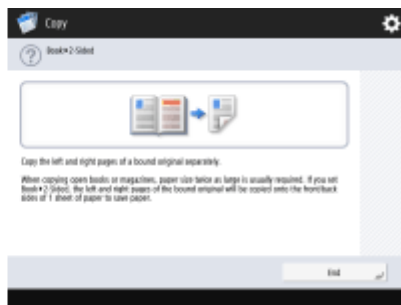 Copy
Book▸2-Sided
Copy the left and right pages of a bound original separately.
When copying open books or magazines, paper size twice as large is usually required. If you set
Book▸2-Sided, the left and right pages of the bound original will be copied onto the front/back
sides of 1 sheet of paper to save paper.
End